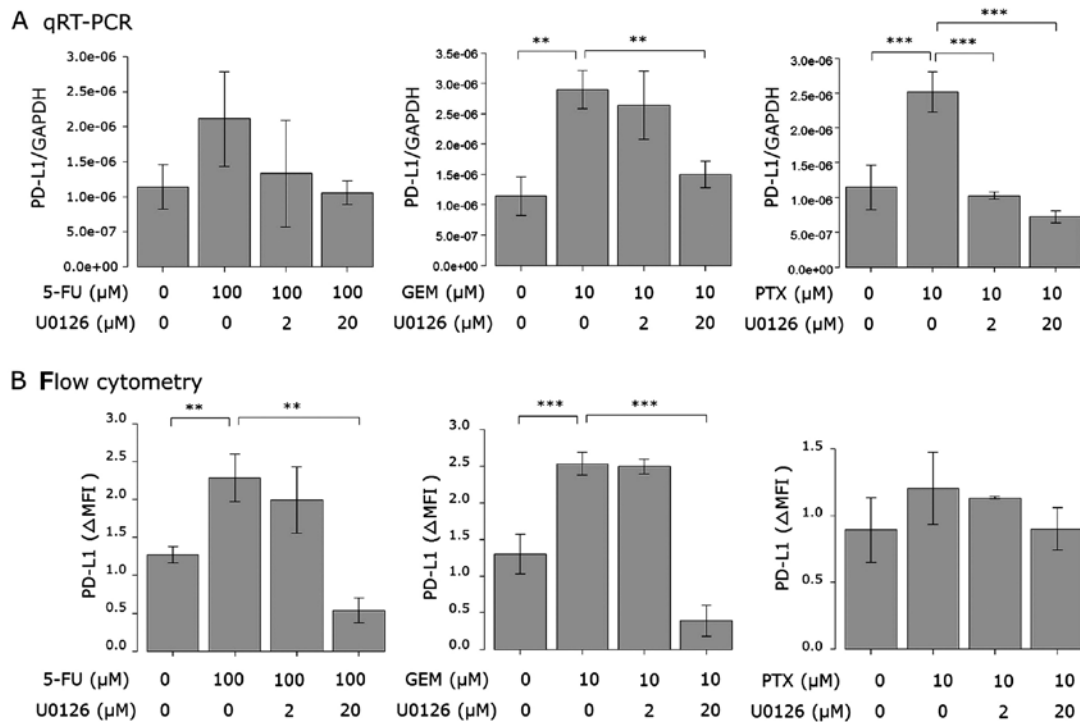 A qRT-PCR
PD-L1/GAPDH
3.0e-06
2.5e-06
2.0e-06
1.5e-06
1.0e-06
5.0e-07
0.0e+00
5-FU (µM) 0 100 100 100
U0126 (µM) 0 0 2 20
** **
PD-L1/GAPDH
3.5e-06
3.0e-06
2.5e-06
2.0e-06
1.5e-06
1.0e-06
5.0e-07
0.0e+00
GEM (µM) 0 10 10 10
U0126 (µM) 0 0 2 20
***
*** ***
PD-L1/GAPDH
3.0e-06
2.5e-06
2.0e-06
1.5e-06
1.0e-06
5.0e-07
0.0e+00
PTX (µM) 0 10 10 10
U0126 (µM) 0 0 2 20
B Flow cytometry
** **
PD-L1 (△MFI)
3.0
2.5
2.0
1.5
1.0
0.5
0.0
5-FU (µM) 0 100 100 100
U0126 (µM) 0 0 2 20
*** ***
PD-L1 (△MFI)
3.0
2.5
2.0
1.5
1.0
0.5
0.0
GEM (µM) 0 10 10 10
U0126 (µM) 0 0 2 20
PD-L1 (△MFI)
1.5
1.0
0.5
0.0
PTX (µM) 0 10 10 10
U0126 (µM) 0 0 2 20